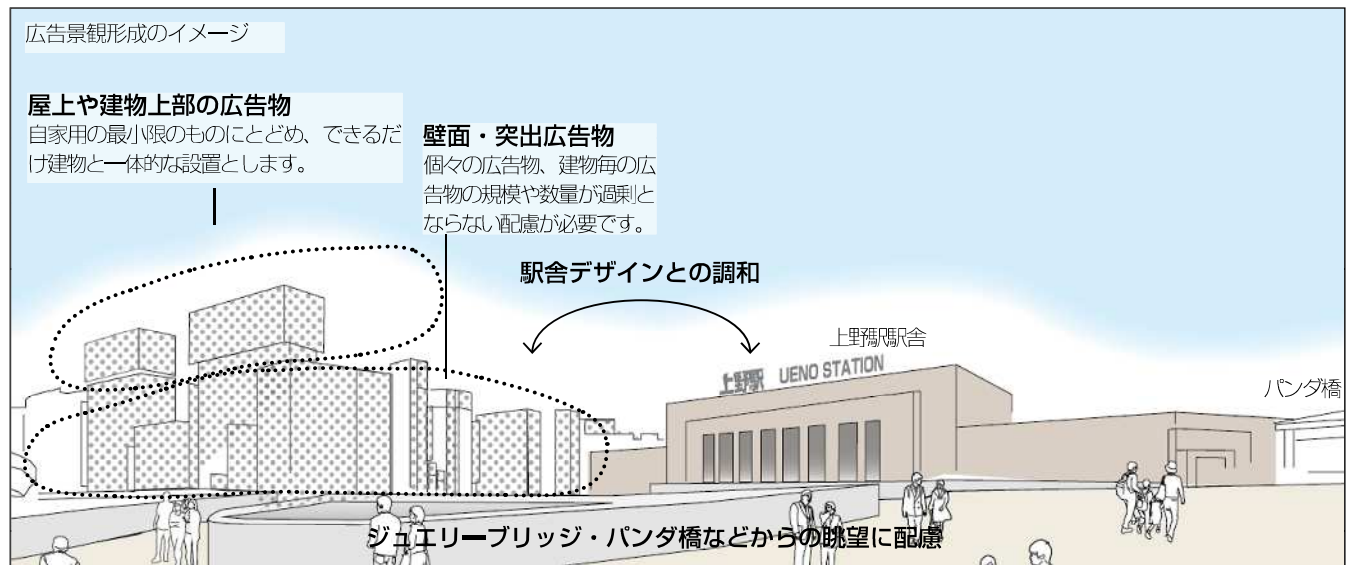 広告景観形成のイメージ
屋上や建物上部の広告物
自家用の最小限のものにとどめ、できるだ
け建物と一体的な設置とします。
壁面・突出広告物
個々の広告物、建物毎の広
告物の規模や数量が過剰と
ならない配慮が必要です。
駅舎デザインとの調和
上野駅駅舎
上野駅 UENO STATION
パンダ橋
ジュエリーブリッジ・パンダ橋などからの眺望に配慮